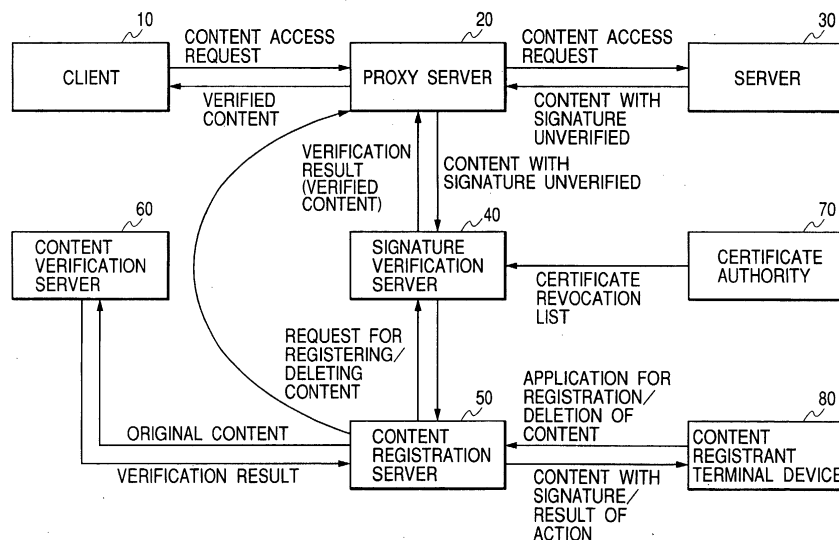 10
CLIENT
CONTENT ACCESS
REQUEST
VERIFIED
CONTENT
20
PROXY SERVER
CONTENT ACCESS
REQUEST
CONTENT WITH
SIGNATURE
UNVERIFIED
30
SERVER
VERIFICATION
RESULT
(VERIFIED
CONTENT)
CONTENT WITH
SIGNATURE UNVERIFIED
60
CONTENT
VERIFICATION
SERVER
40
SIGNATURE
VERIFICATION
SERVER
CERTIFICATE
REVOCATION
LIST
70
CERTIFICATE
AUTHORITY
REQUEST FOR
REGISTERING/
DELETING
CONTENT
ORIGINAL CONTENT
VERIFICATION RESULT
50
CONTENT
REGISTRATION
SERVER
APPLICATION FOR
REGISTRATION/
DELETION OF
CONTENT
CONTENT WITH
SIGNATURE/
RESULT OF
ACTION
80
CONTENT
REGISTRANT
TERMINAL DEVICE